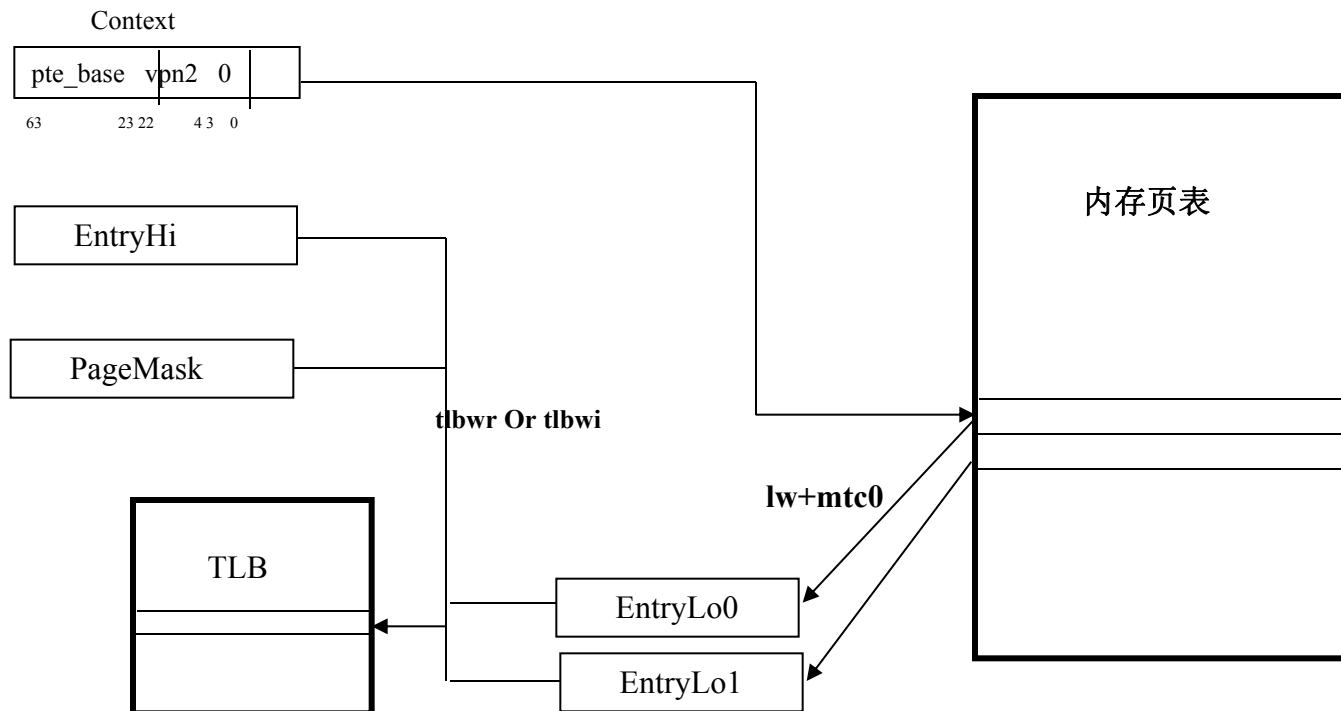 Context
pte_base vpn2 0
63 23 22 4 3 0
内存页表
EntryHi
PageMask
tlbwr Or tlbwi
lw+mtc0
TLB
EntryLo0
EntryLo1